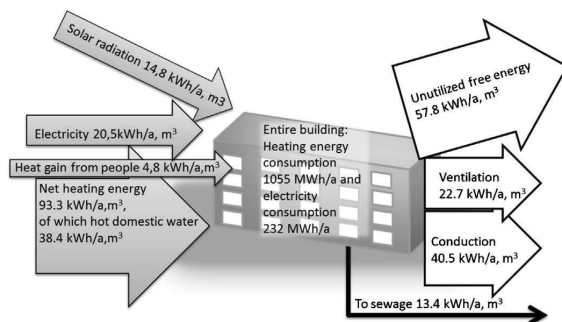 Solar radiation 14,8 kWh/a, m3
Electricity 20,5kWh/a, m³
Heat gain from people 4,8 kWh/a,m³
Net heating energy
93.3 kWh/a,m³,
of which hot domestic water
38.4 kWh/a,m³
Entire building:
Heating energy
consumption
1055 MWh/a and
electricity
consumption
232 MWh/a
Unutilized free energy
57.8 kWh/a, m³
Ventilation
22.7 kWh/a, m³
Conduction
40.5 kWh/a, m³
To sewage 13.4 kWh/a, m³